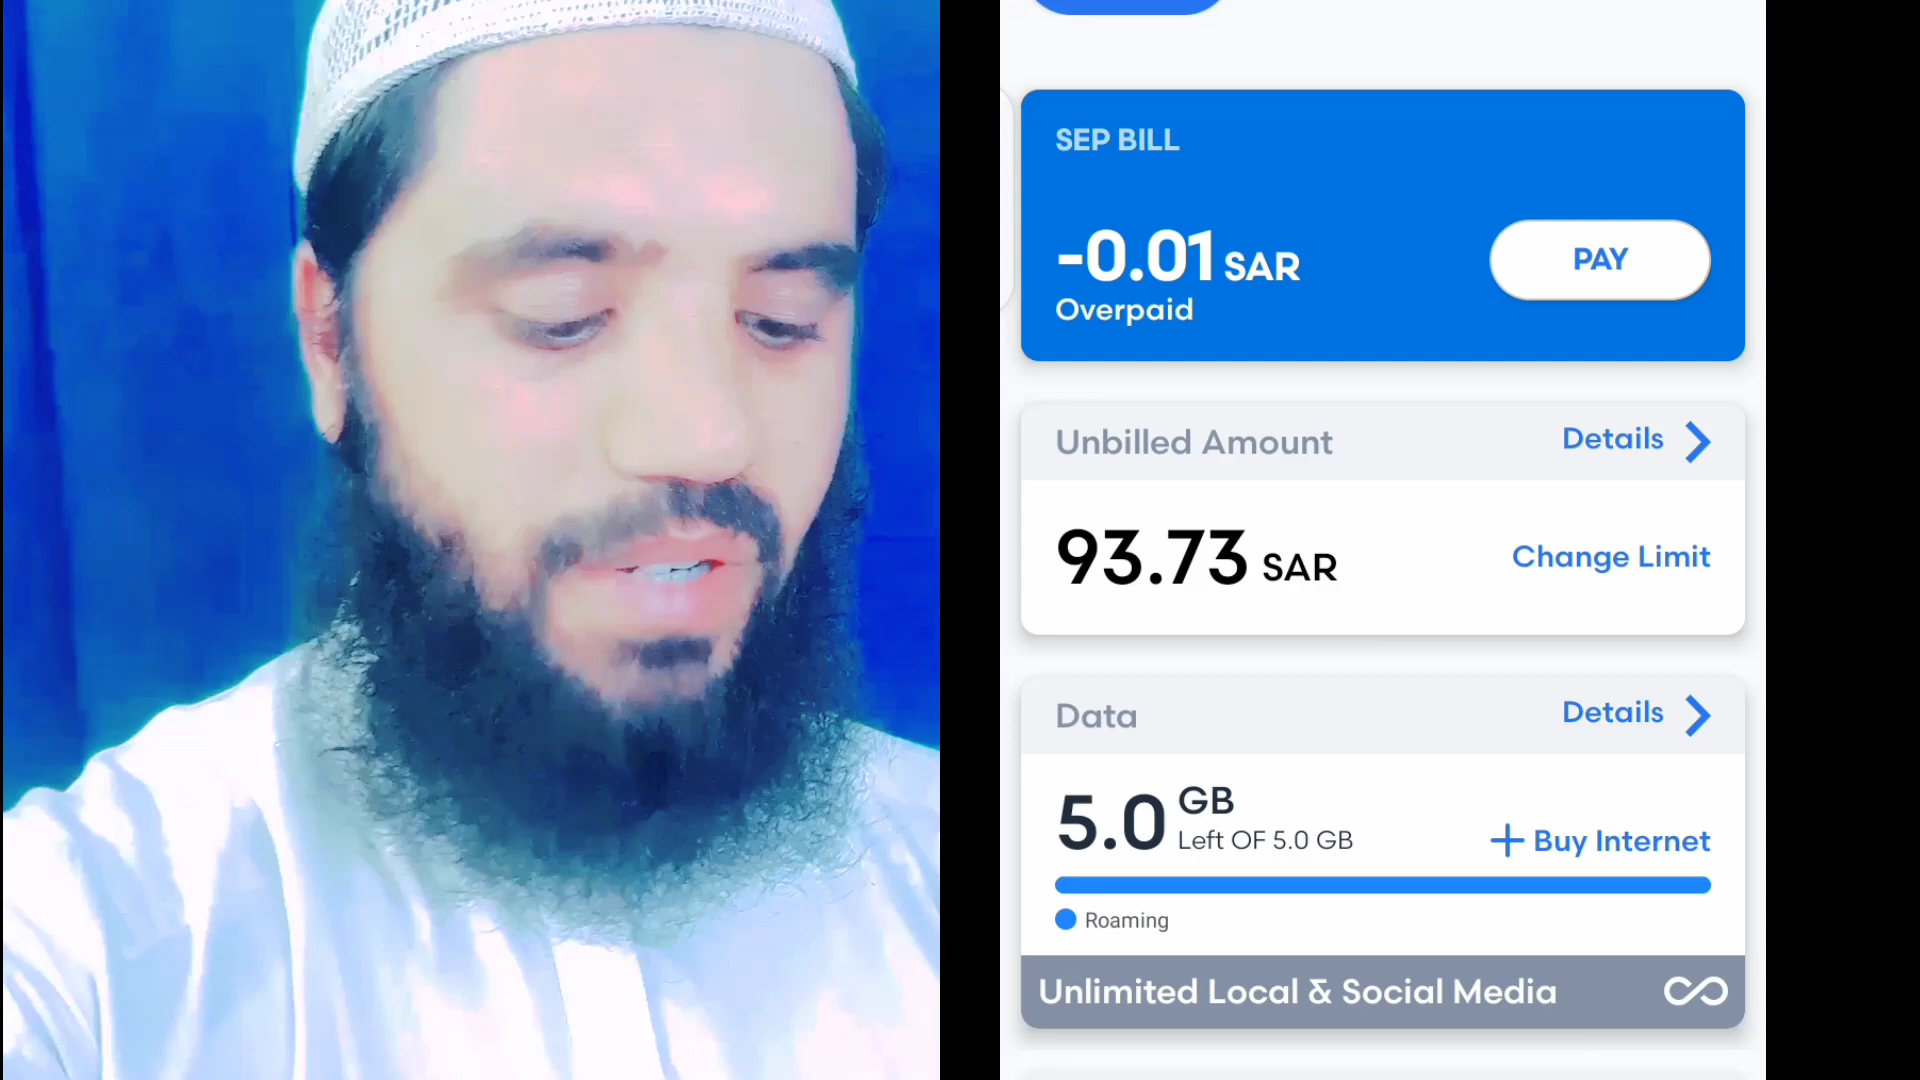 SEP BILL
-0.01 SAR
PAY
Overpaid
Unbilled Amount
Details
93.73 SAR
Change Limit
Data
Details
5.0 GB
Left OF 5.0 GB
+ Buy Internet
Roaming
Unlimited Local & Social Media